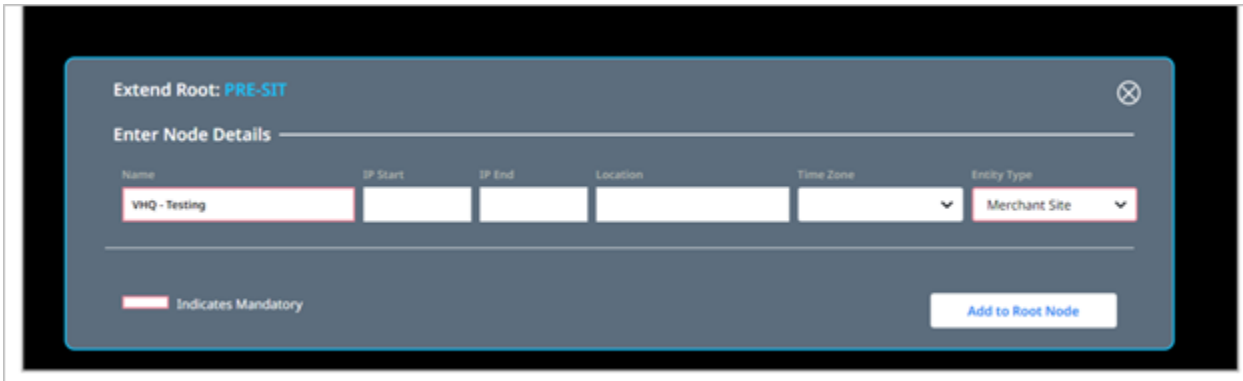 Extend Root: PRE-SIT
Enter Node Details
Name IP Start IP End Location Time Zone Entity Type
VHQ - Testing Merchant Site
Indicates Mandatory
Add to Root Node